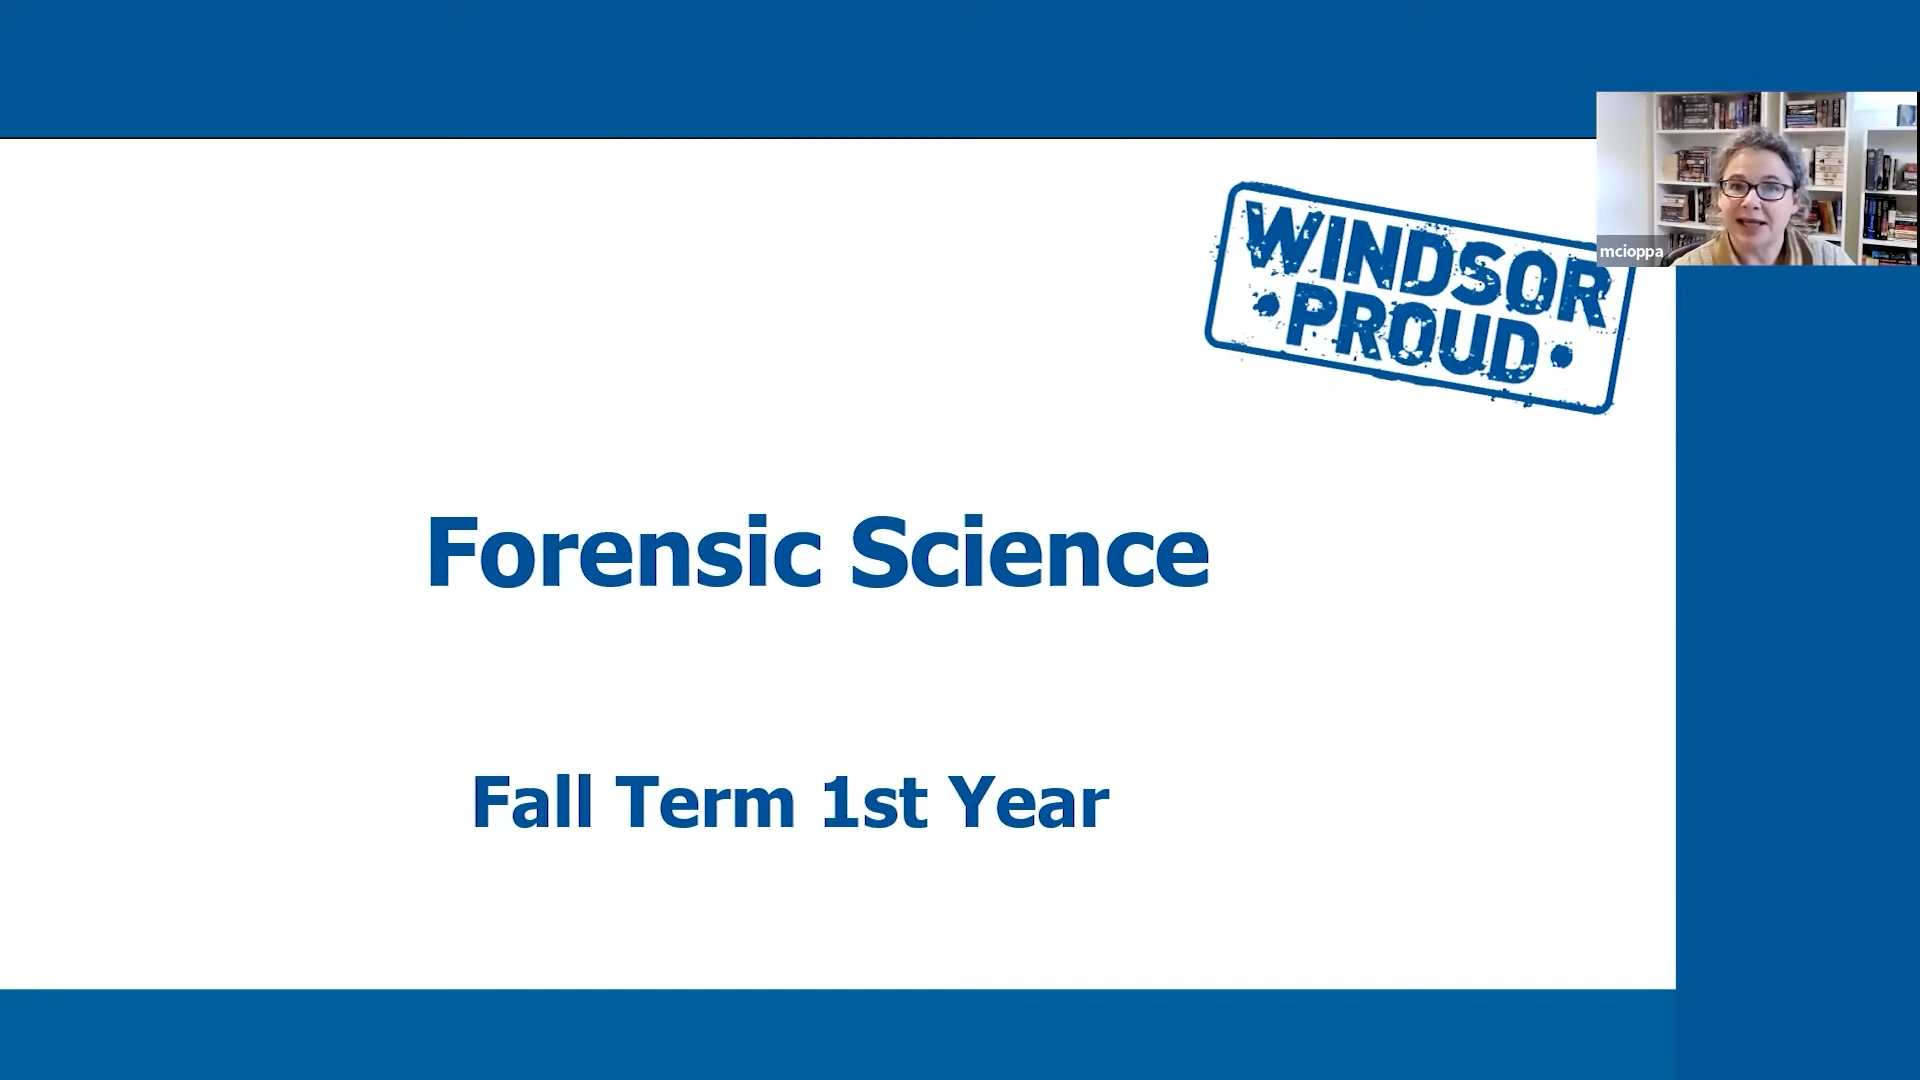 WINDSOR
• PROUD •
mcioppa
Forensic Science
Fall Term 1st Year